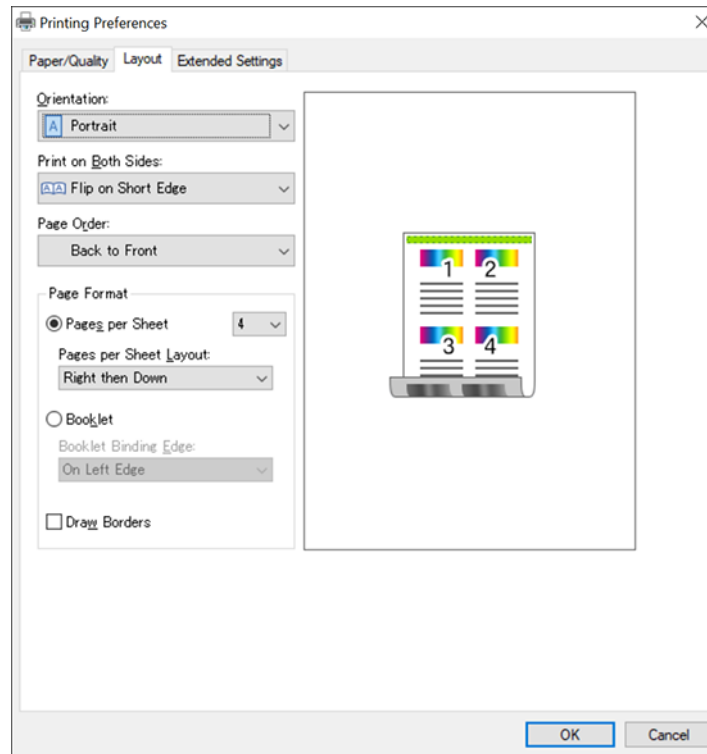 Printing Preferences
Paper/Quality Layout Extended Settings
Orientation:
A Portrait
Print on Both Sides:
A A Flip on Short Edge
Page Order:
Back to Front
Page Format
Pages per Sheet 4
Pages per Sheet Layout:
Right then Down
Booklet
Booklet Binding Edge:
On Left Edge
Draw Borders
1 2
3 4
OK Cancel